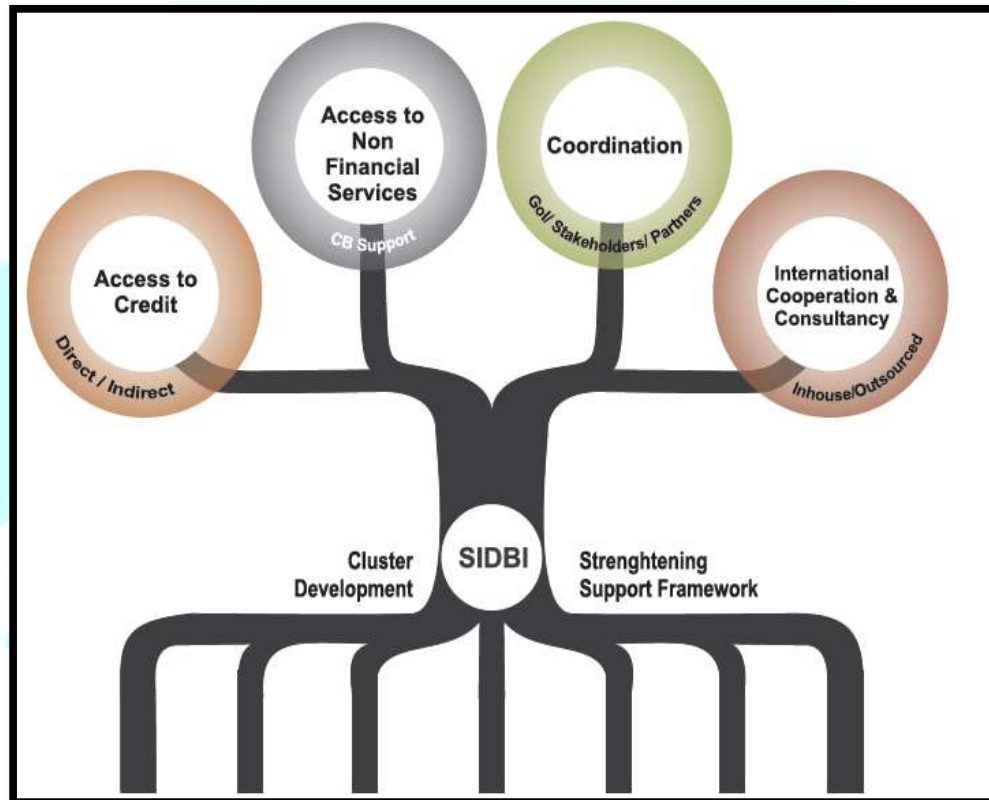 Access to
Non
Financial
Services
CB Support
Coordination
GoI/ Stakeholders/ Partners
Access to
Credit
Direct / Indirect
International
Cooperation &
Consultancy
Inhouse/Outsourced
Cluster
Development
SIDBI
Strenghtening
Support Framework